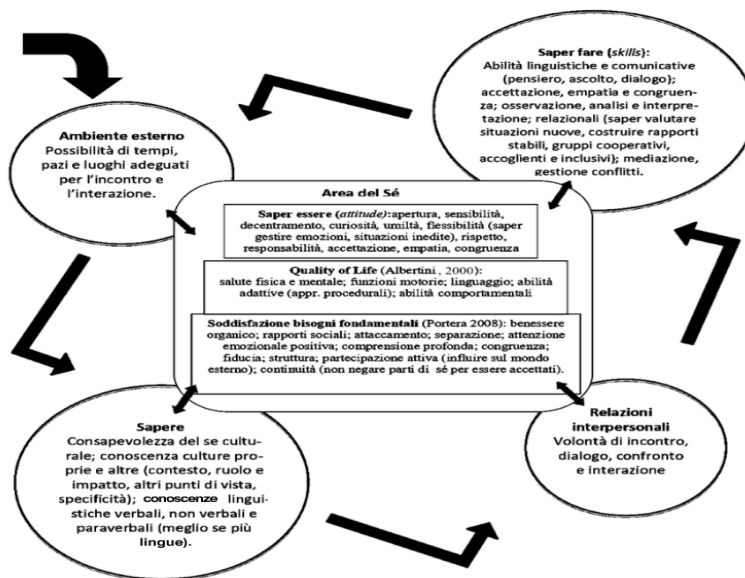 Saper fare (skills):
Abilità linguistiche e comunicative
(pensiero, ascolto, dialogo);
accettazione, empatia e congruen-
za; osservazione, analisi e interpre-
tazione; relazionali (saper valutare
situazioni nuove, costruire rapporti
stabili, gruppi cooperativi,
accoglienti e inclusivi); mediazione,
gestione conflitti.
Ambiente esterno
Possibilità di tempi,
pazi e luoghi adeguati
per l’incontro e
l’interazione.
Area del Sé
Saper essere (attitude):apertura, sensibilità,
decentramento, curiosità, umiltà, flessibilità (saper
gestire emozioni, situazioni inedite), rispetto,
responsabilità, accettazione, empatia, congruenza
Quality of Life (Albertini, 2000):
salute fisica e mentale; funzioni motorie; linguaggio; abilità
adattive (appr. procedurali); abilità comportamentali
Soddisfazione bisogni fondamentali (Portera 2008): benessere
organico; rapporti sociali; attaccamento; separazione; attenzione
emozionale positiva; comprensione profonda; congruenza;
fiducia; struttura; partecipazione attiva (influire sul mondo
esterno); continuità (non negare parti di sé per essere accettati).
Sapere
Consapevolezza del se cultu-
rale; conoscenza culture pro-
prie e altre (contesto, ruolo e
impatto, altri punti di vista,
specificità); conoscenze lingui-
stiche verbali, non verbali e
paraverbali (meglio se più
lingue).
Relazioni
interpersonali
Volontà di incontro,
dialogo, confronto
e interazione